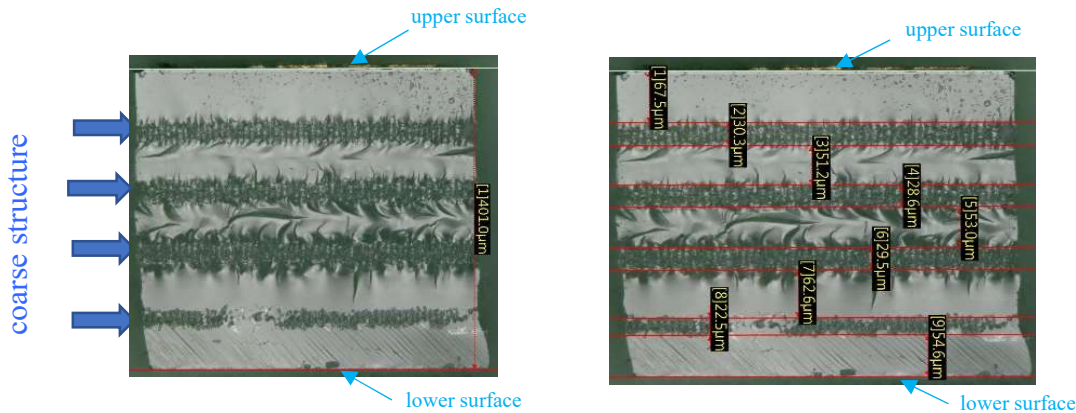 upper surface
upper surface
coarse structure
[1]401.0μm
[1]67.5μm
[2]30.3μm
[3]51.2μm
[4]28.6μm
[5]53.0μm
[6]29.5μm
[7]62.6μm
[8]22.5μm
[9]54.6μm
lower surface
lower surface